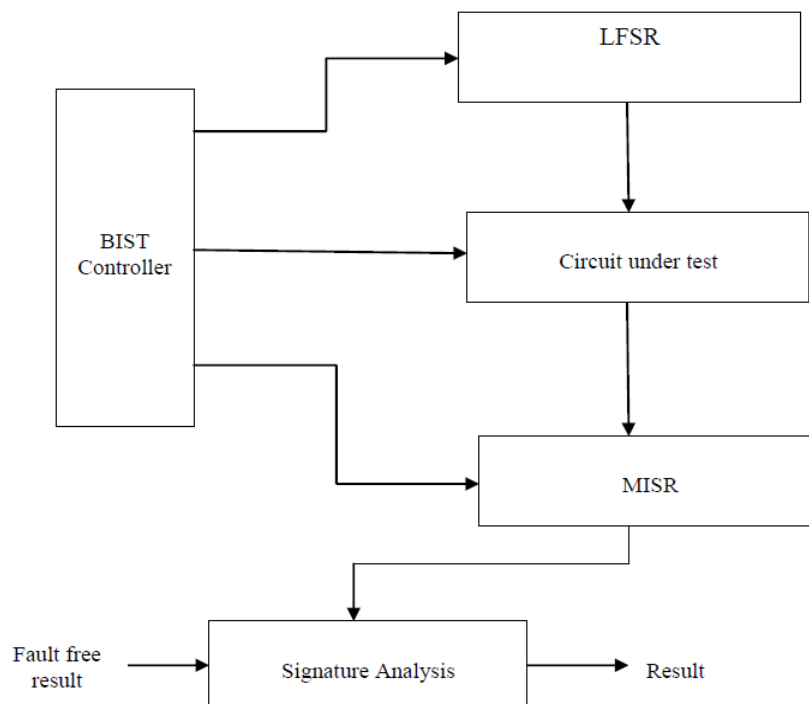 LFSR
BIST
Controller
Circuit under test
MISR
Fault free
result
Signature Analysis
Result